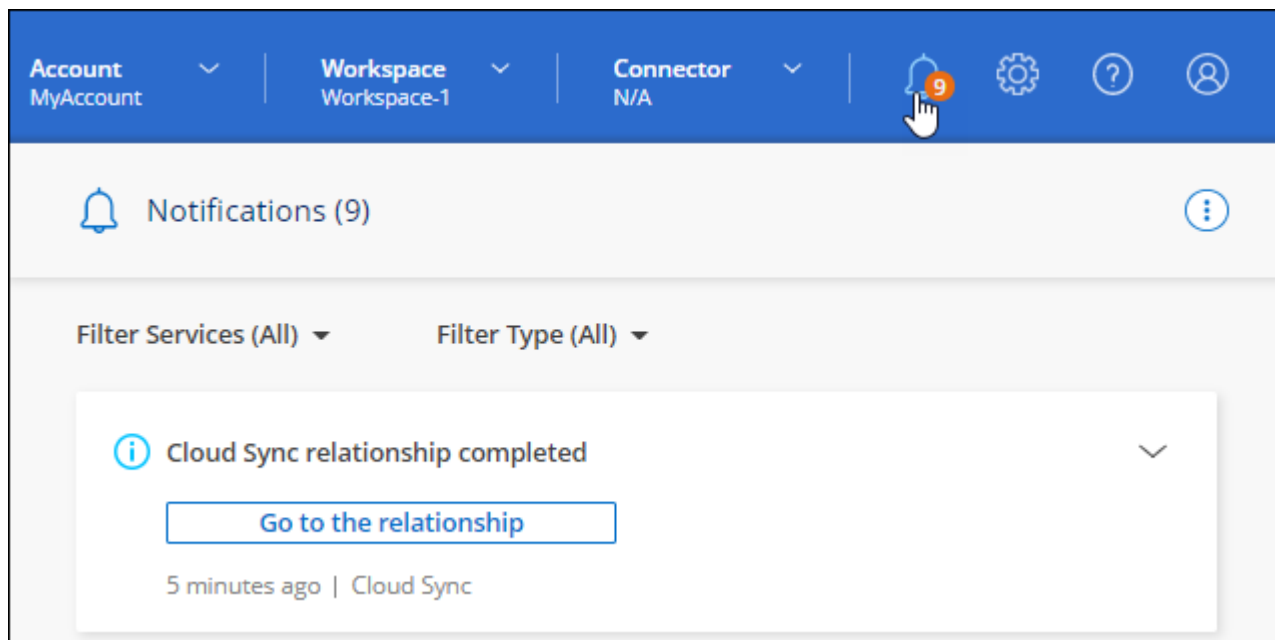 Account Workspace Connector
MyAccount Workspace-1 N/A
9
Notifications (9)
Filter Services (All) Filter Type (All)
Cloud Sync relationship completed
Go to the relationship
5 minutes ago | Cloud Sync